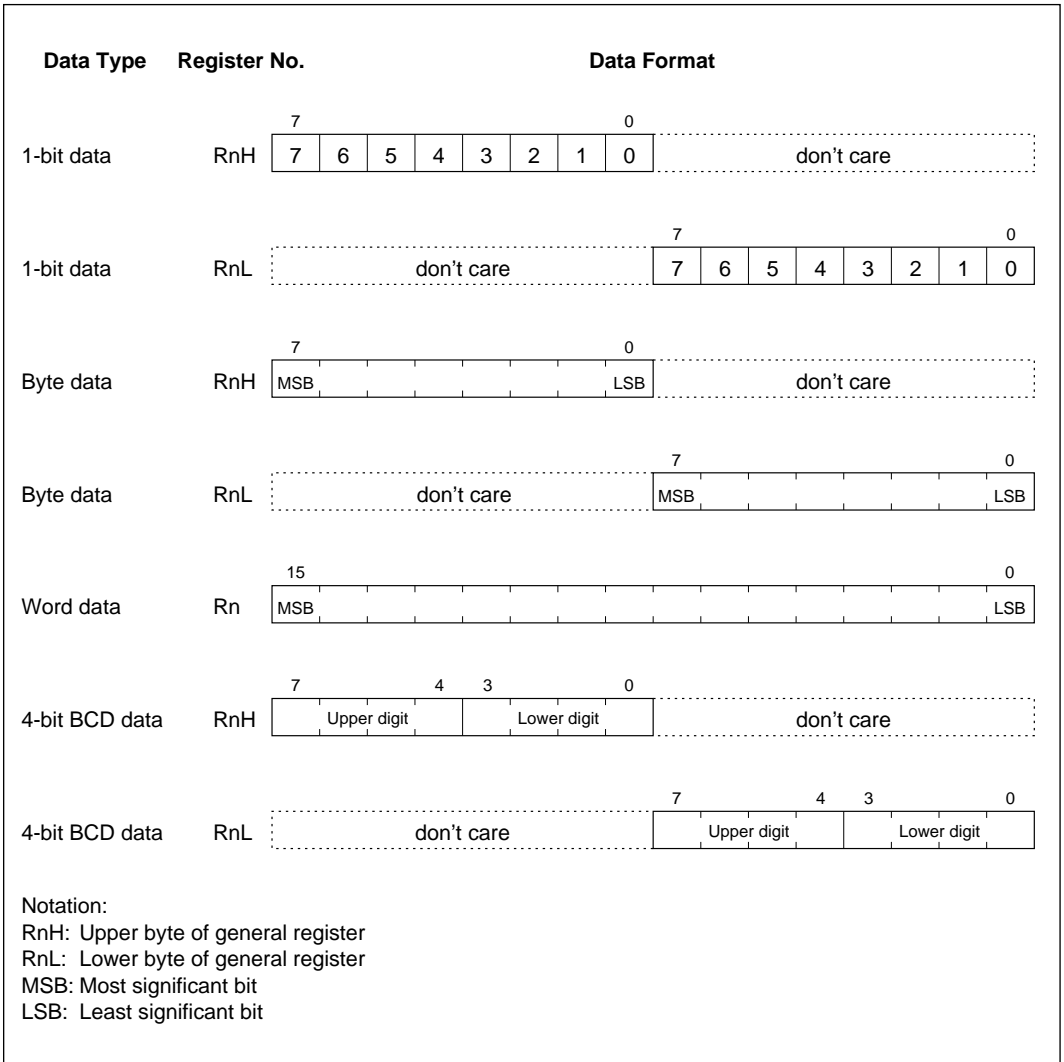 Data Type Register No. Data Format
7 0
1-bit data RnH 7 6 5 4 3 2 1 0 don't care
7 0
1-bit data RnL don't care 7 6 5 4 3 2 1 0
7 0
Byte data RnH MSB LSB don't care
7 0
Byte data RnL don't care MSB LSB
15 0
Word data Rn MSB LSB
7 4 3 0
4-bit BCD data RnH Upper digit Lower digit don't care
7 4 3 0
4-bit BCD data RnL don't care Upper digit Lower digit
Notation:
RnH: Upper byte of general register
RnL: Lower byte of general register
MSB: Most significant bit
LSB: Least significant bit